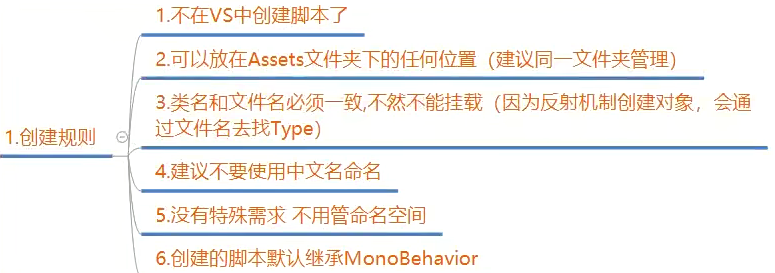 1.创建规则
1.不在VS中创建脚本了
2.可以放在Assets文件夹下的任何位置（建议同一文件夹管理）
3.类名和文件名必须一致,不然不能挂载（因为反射机制创建对象，会通
过文件名去找Type）
4.建议不要使用中文名命名
5.没有特殊需求 不用管命名空间
6.创建的脚本默认继承MonoBehavior